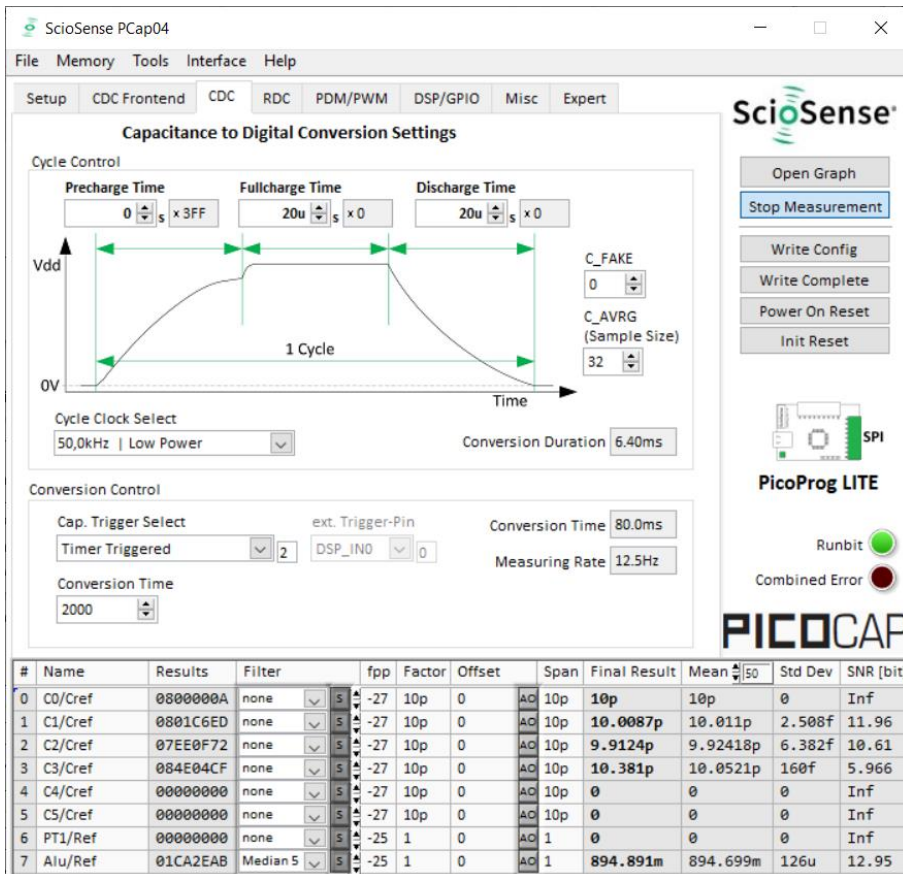 ScioSense PCap04
File Memory Tools Interface Help
Setup CDC Frontend CDC RDC PDM/PWM DSP/GPIO Misc Expert
ScioSense
Capacitance to Digital Conversion Settings
Cycle Control
Precharge Time Fullcharge Time Discharge Time
0 s x 3FF 20u s x 0 20u s x 0
Vdd
1 Cycle
0V
Time
C_FAKE
0
C_AVRG
(Sample Size)
32
Cycle Clock Select
50,0kHz | Low Power
Conversion Duration 6.40ms
Conversion Control
Cap. Trigger Select
Timer Triggered 2
ext. Trigger-Pin
DSP_IN0 0
Conversion Time 80.0ms
Measuring Rate 12.5Hz
Conversion Time
2000
Open Graph
Stop Measurement
Write Config
Write Complete
Power On Reset
Init Reset
SPI
PicoProg LITE
Runbit
Combined Error
PICOCAP
# Name Results Filter fpp Factor Offset Span Final Result Mean 50 Std Dev SNR [bit
0 C0/Cref 0800000A none S -27 10p 0 AO 10p 10p 10p 0 Inf
1 C1/Cref 0801C6ED none S -27 10p 0 AO 10p 10.0087p 10.011p 2.508f 11.96
2 C2/Cref 07EE0F72 none S -27 10p 0 AO 10p 9.9124p 9.92418p 6.382f 10.61
3 C3/Cref 084E04CF none S -27 10p 0 AO 10p 10.381p 10.0521p 160f 5.966
4 C4/Cref 00000000 none S -27 10p 0 AO 10p 0 0 0 Inf
5 C5/Cref 00000000 none S -27 10p 0 AO 10p 0 0 0 Inf
6 PT1/Ref 00000000 none S -25 1 0 AO 1 0 0 0 Inf
7 Alu/Ref 01CA2EAB Median 5 S -25 1 0 AO 1 894.891m 894.699m 126u 12.95